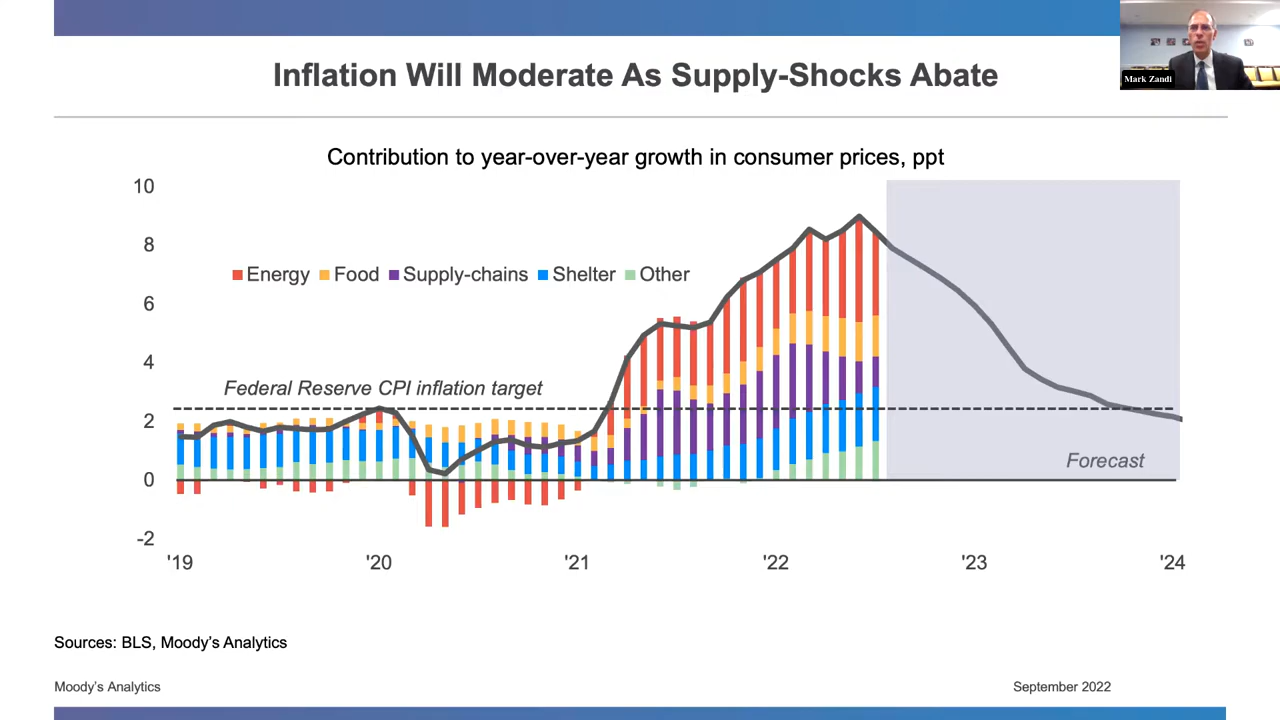 Mark Zandi
Inflation Will Moderate As Supply-Shocks Abate
Contribution to year-over-year growth in consumer prices, ppt
10
8
Energy Food Supply-chains Shelter Other
6
4
Federal Reserve CPI inflation target
2
Forecast
0
-2
'19 '20 '21 '22 '23 '24
Sources: BLS, Moody's Analytics
Moody's Analytics September 2022